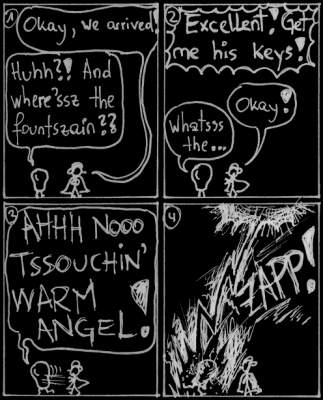 1
Okay, we arrived!
Huhh?! And
where'ssz the
fountszain??
2
Excellent! Get
me his keys!
Okay!
Whatsss
the...
3
AHHH NOOO
TSSOUCHIN'
WARM
ANGEL!
4
ZAPP!